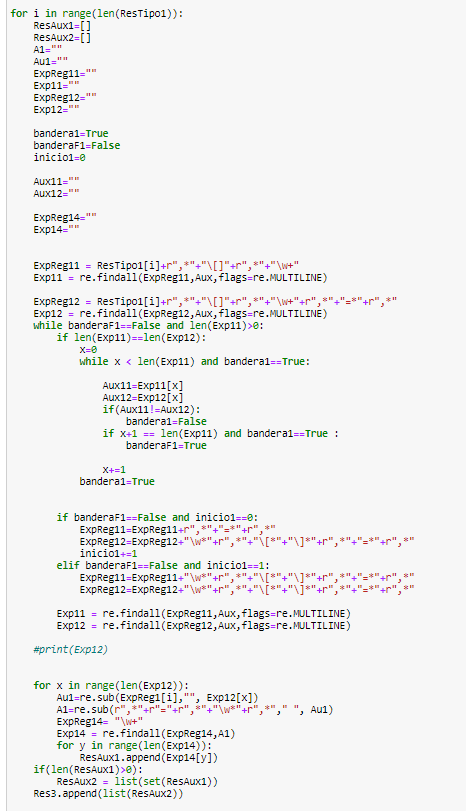 for i in range(len(ResTipo1)):
    ResAux1=[]
    ResAux2=[]
    A1=""
    Au1=""
    ExpReg11=""
    Exp11=""
    ExpReg12=""
    Exp12=""

    bandera1=True
    banderaF1=False
    inicio1=0

    Aux11=""
    Aux12=""

    ExpReg14=""
    Exp14=""


    ExpReg11 = ResTipo1[i]+r",*"+"\[]"+r",*"+"\w+"
    Exp11 = re.findall(ExpReg11,Aux,flags=re.MULTILINE)

    ExpReg12 = ResTipo1[i]+r",*"+"\[]"+r",*"+"\w+"+r",*"+"=*"+r",*"
    Exp12 = re.findall(ExpReg12,Aux,flags=re.MULTILINE)
    while banderaF1==False and len(Exp11)>0:
        if len(Exp11)==len(Exp12):
            x=0
            while x < len(Exp11) and bandera1==True:

                Aux11=Exp11[x]
                Aux12=Exp12[x]
                if(Aux11!=Aux12):
                    bandera1=False
                if x+1 == len(Exp11) and bandera1==True :
                    banderaF1=True

                x+=1
            bandera1=True


        if banderaF1==False and inicio1==0:
            ExpReg11=ExpReg11+r",*"+"=*"+r",*"
            ExpReg12=ExpReg12+"\w*"+r",*"+"\[*"+"\]*"+r",*"+"=*"+r",*"
            inicio1+=1
        elif banderaF1==False and inicio1==1:
            ExpReg11=ExpReg11+"\w*"+r",*"+"\[*"+"\]*"+r",*"+"=*"+r",*"
            ExpReg12=ExpReg12+"\w*"+r",*"+"\[*"+"\]*"+r",*"+"=*"+r",*"

        Exp11 = re.findall(ExpReg11,Aux,flags=re.MULTILINE)
        Exp12 = re.findall(ExpReg12,Aux,flags=re.MULTILINE)

    #print(Exp12)


    for x in range(len(Exp12)):
        Au1=re.sub(ExpReg1[i],"", Exp12[x])
        A1=re.sub(r",*"+r"="+r",*"+"\w*"+r",*"," ", Au1)
        ExpReg14= "\w+"
        Exp14 = re.findall(ExpReg14,A1)
        for y in range(len(Exp14)):
            ResAux1.append(Exp14[y])
    if(len(ResAux1)>0):
        ResAux2 = list(set(ResAux1))
    Res3.append(list(ResAux2))